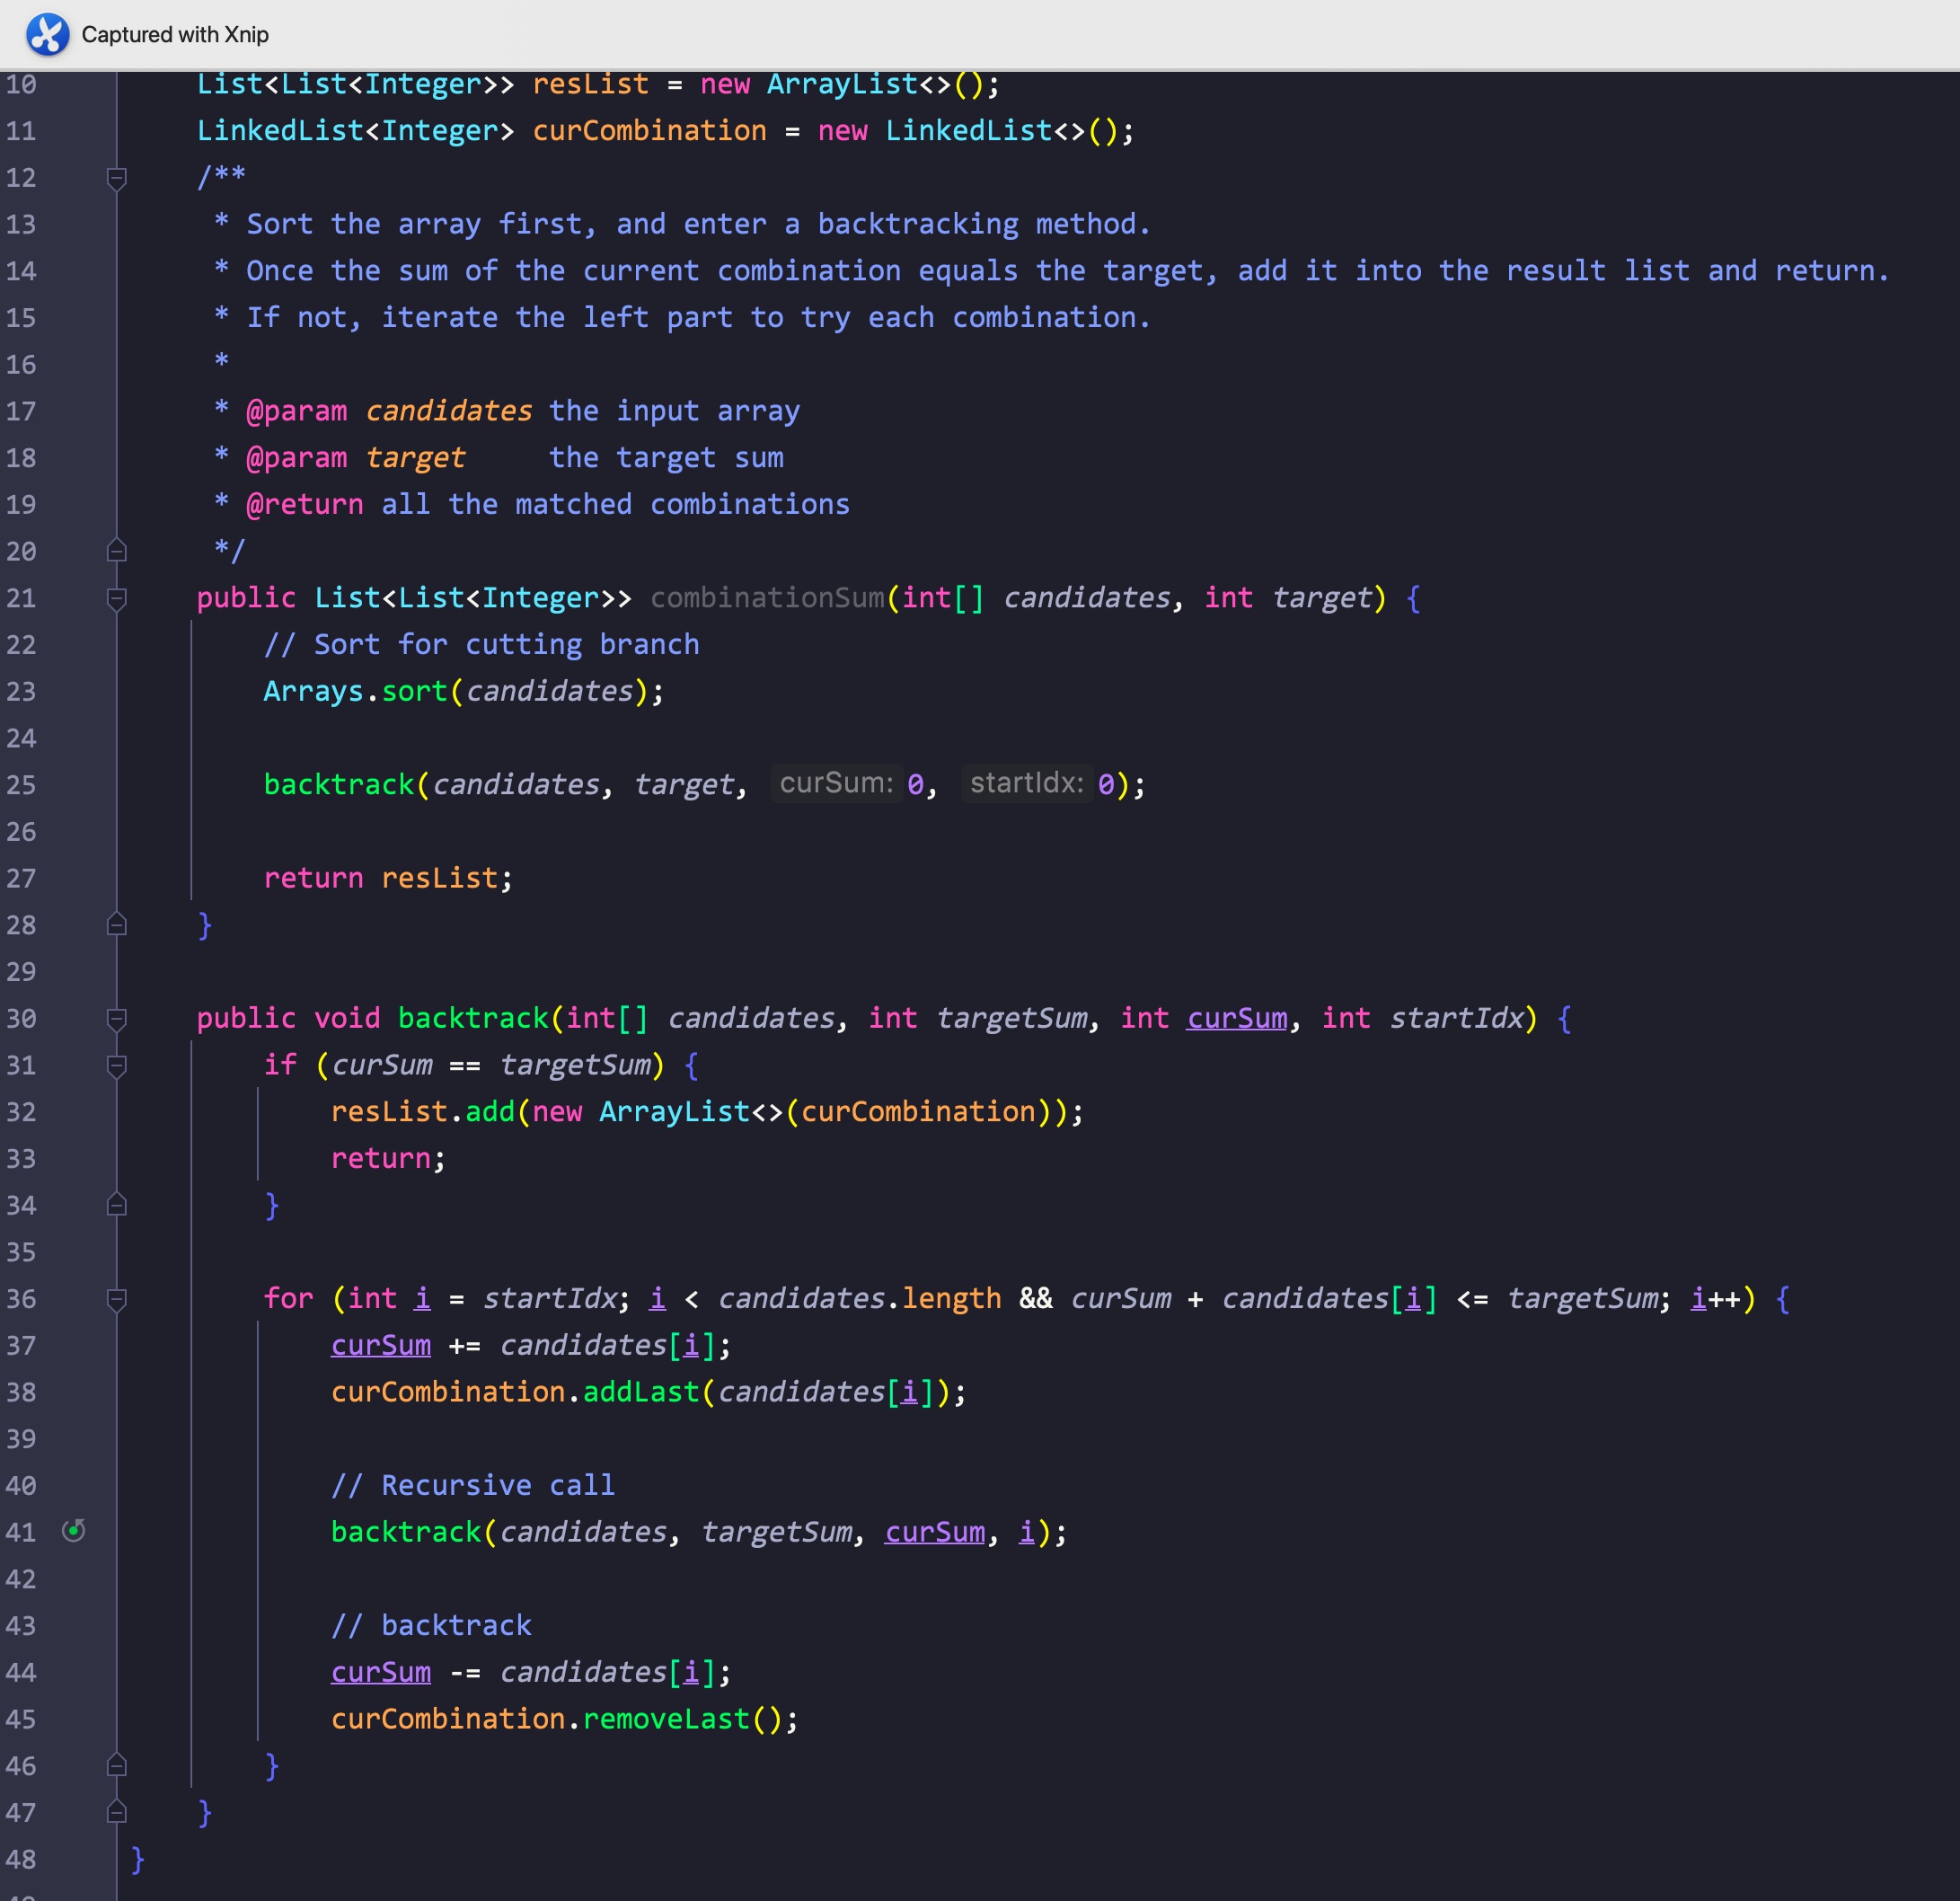 Captured with Xnip
10 List<List<Integer>> resList = new ArrayList<>();
11 LinkedList<Integer> curCombination = new LinkedList<>();
12 /**
13 * Sort the array first, and enter a backtracking method.
14 * Once the sum of the current combination equals the target, add it into the result list and return.
15 * If not, iterate the left part to try each combination.
16 *
17 * @param candidates the input array
18 * @param target     the target sum
19 * @return all the matched combinations
20 */
21 public List<List<Integer>> combinationSum(int[] candidates, int target) {
22 // Sort for cutting branch
23 Arrays.sort(candidates);
24
25 backtrack(candidates, target, curSum: 0, startIdx: 0);
26
27 return resList;
28 }
29
30 public void backtrack(int[] candidates, int targetSum, int curSum, int startIdx) {
31 if (curSum == targetSum) {
32 resList.add(new ArrayList<>(curCombination));
33 return;
34 }
35
36 for (int i = startIdx; i < candidates.length && curSum + candidates[i] <= targetSum; i++) {
37 curSum += candidates[i];
38 curCombination.addLast(candidates[i]);
39
40 // Recursive call
41 backtrack(candidates, targetSum, curSum, i);
42
43 // backtrack
44 curSum -= candidates[i];
45 curCombination.removeLast();
46 }
47 }
48 }